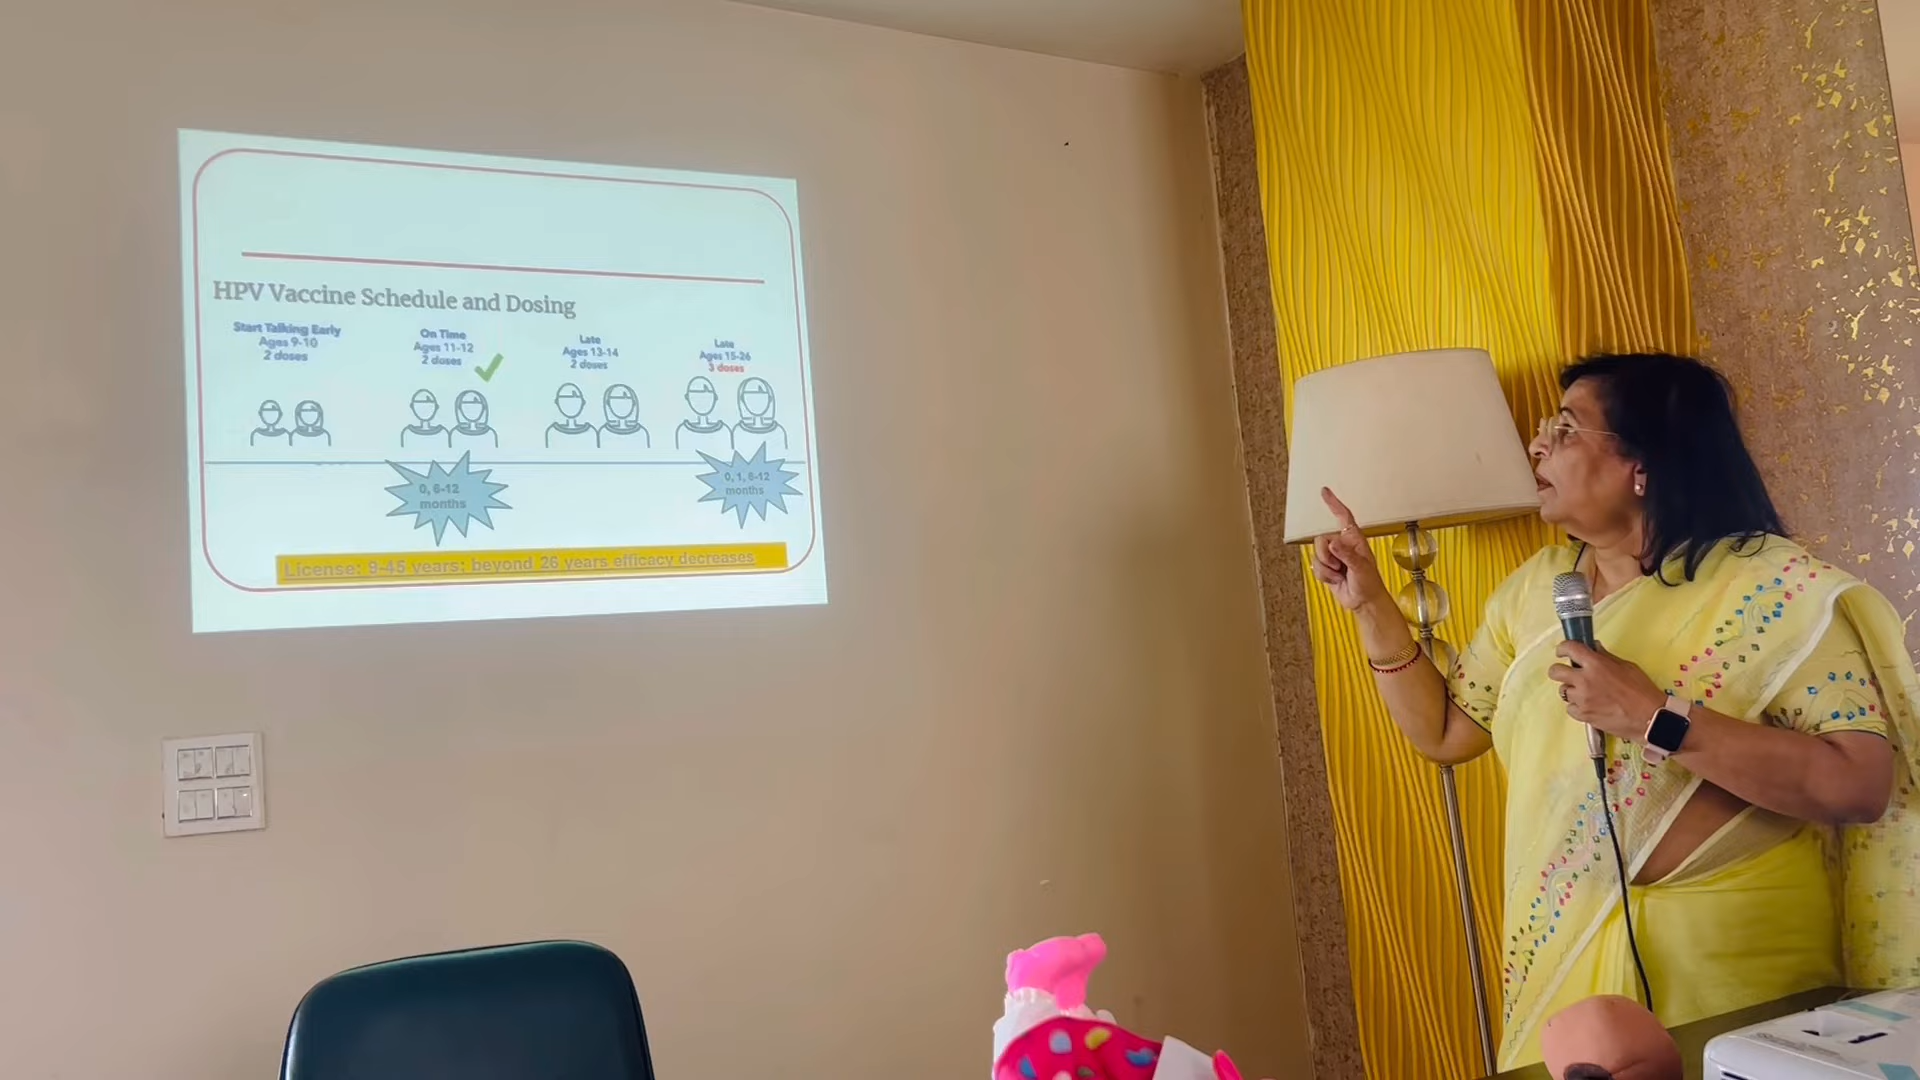 HPV Vaccine Schedule and Dosing
Start Talking Early
Ages 9-10
2 doses
On Time
Ages 11-12
2 doses
Late
Ages 13-14
2 doses
Late
Ages 15-26
3 doses
0, 6-12
months
0, 1, 6-12
months
License: 9-45 years: beyond 26 years efficacy decreases